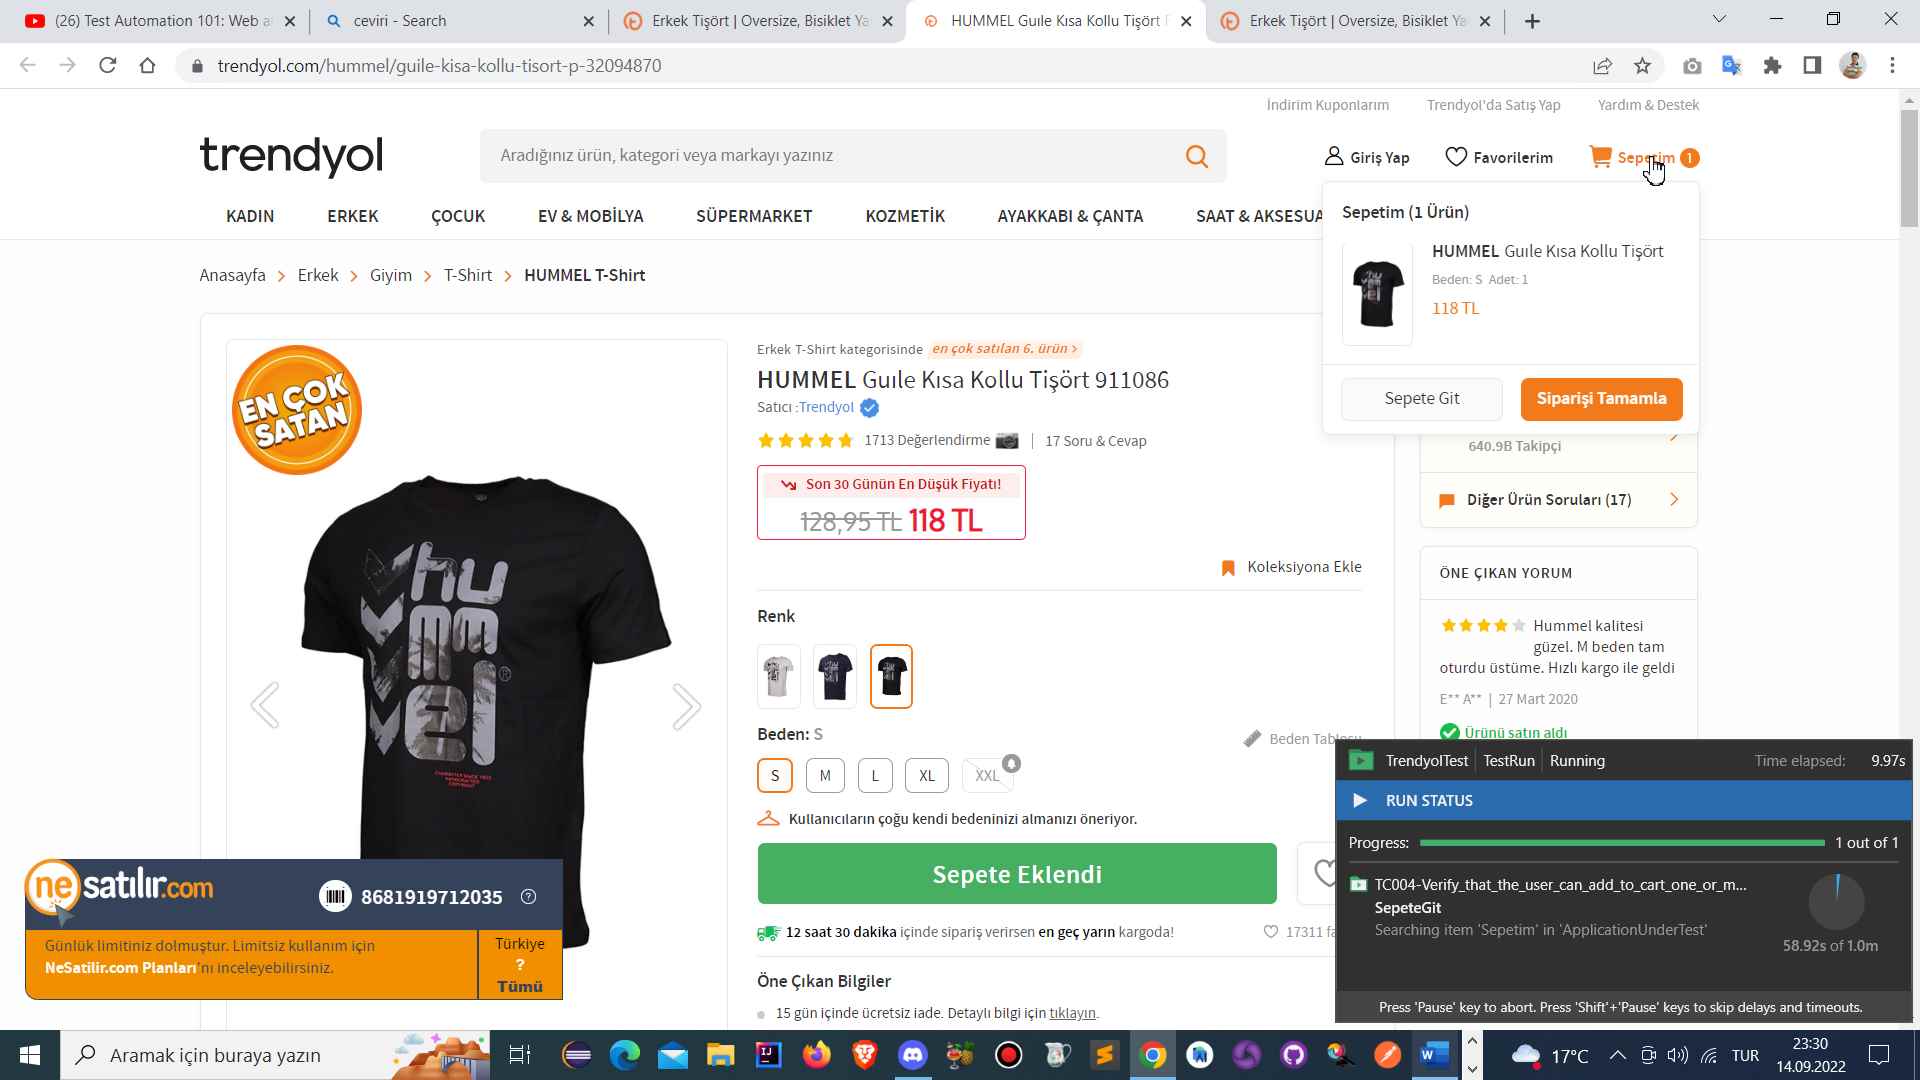 (26) Test Automation 101: Web a
ceviri - Search
Erkek Tişört | Oversize, Bisiklet Ya
HUMMEL Guıle Kısa Kollu Tişört
Erkek Tişört | Oversize, Bisiklet Ya
trendyol.com/hummel/guile-kisa-kollu-tisort-p-32094870
İndirim Kuponlarım
Trendyol'da Satış Yap
Yardım & Destek
trendyol
Aradığınız ürün, kategori veya markayı yazınız
Giriş Yap
Favorilerim
Sepetim 1
KADIN
ERKEK
ÇOCUK
EV & MOBİLYA
SÜPERMARKET
KOZMETİK
AYAKKABI & ÇANTA
SAAT & AKSESUA
Sepetim (1 Ürün)
HUMMEL Guıle Kısa Kollu Tişört
Beden: S Adet: 1
118 TL
Sepete Git
Siparişi Tamamla
Anasayfa > Erkek > Giyim > T-Shirt > HUMMEL T-Shirt
EN ÇOK
SATAN
Erkek T-Shirt kategorisinde en çok satılan 6. ürün >
HUMMEL Guıle Kısa Kollu Tişört 911086
Satıcı :Trendyol
1713 Değerlendirme | 17 Soru & Cevap
Son 30 Günün En Düşük Fiyatı!
128,95 TL 118 TL
Koleksiyona Ekle
Renk
Beden: S
Beden Tablosu
S
M
L
XL
XXL
Kullanıcıların çoğu kendi bedeninizi almanızı öneriyor.
Sepete Eklendi
12 saat 30 dakika içinde sipariş verirsen en geç yarın kargoda!
17311 fa
Öne Çıkan Bilgiler
15 gün içinde ücretsiz iade. Detaylı bilgi için tıklayın.
hu
mm
el
®
640.9B Takipçi
Diğer Ürün Soruları (17)
ÖNE ÇIKAN YORUM
Hummel kalitesi
güzel. M beden tam
oturdu üstüme. Hızlı kargo ile geldi
E** A** | 27 Mart 2020
Ürünü satın aldı
nesatılır.com
8681919712035
Günlük limitiniz dolmuştur. Limitsiz kullanım için
NeSatilir.com Planları'nı inceleyebilirsiniz.
Türkiye
?
Tümü
TrendyolTest TestRun Running
Time elapsed: 9.97s
RUN STATUS
Progress: 1 out of 1
TC004-Verify_that_the_user_can_add_to_cart_one_or_m...
SepeteGit
Searching item 'Sepetim' in 'ApplicationUnderTest'
58.92s of 1.0m
Press 'Pause' key to abort. Press 'Shift'+'Pause' keys to skip delays and timeouts.
Aramak için buraya yazın
17°C
TUR
23:30
14.09.2022